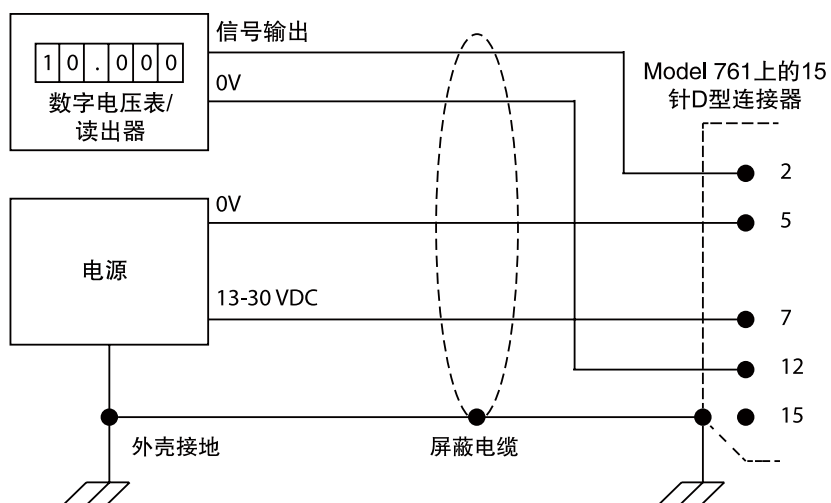 信号输出
10.000
0V
数字电压表/
读出器
Model 761上的15
针D型连接器
2
0V
5
电源
13-30 VDC
7
12
15
外壳接地
屏蔽电缆